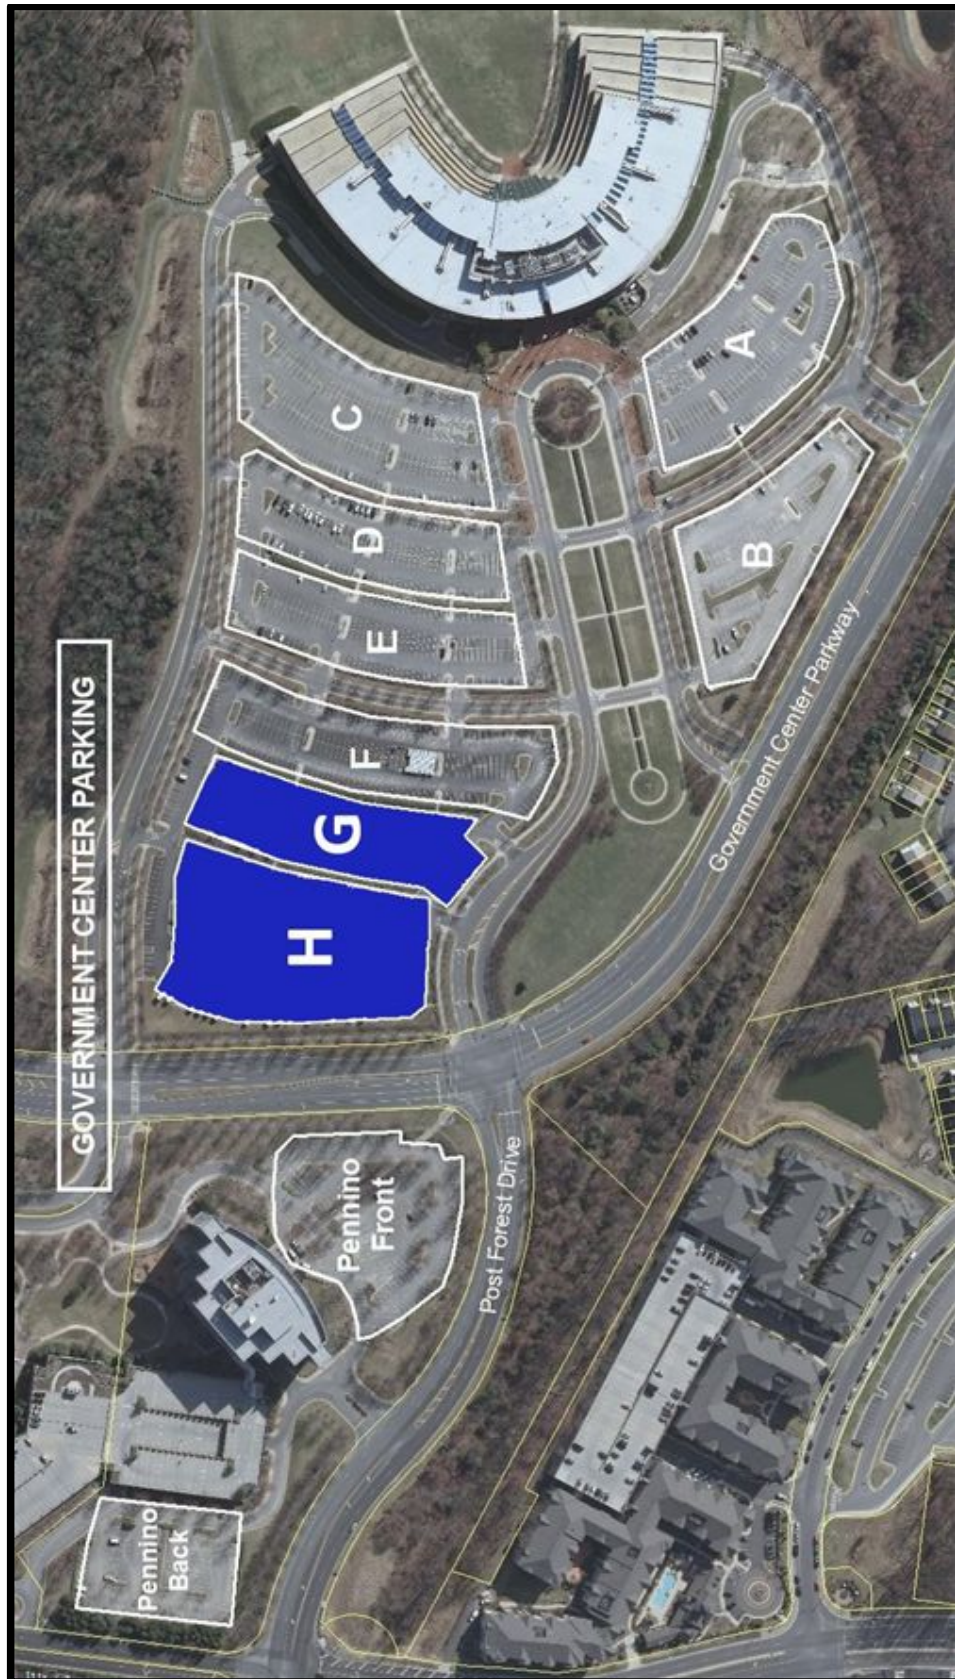 GOVERNMENT CENTER PARKING
A
B
C
D
E
F
G
H
Government Center Parkway
Post Forest Drive
Pennino
Front
Pennino
Back